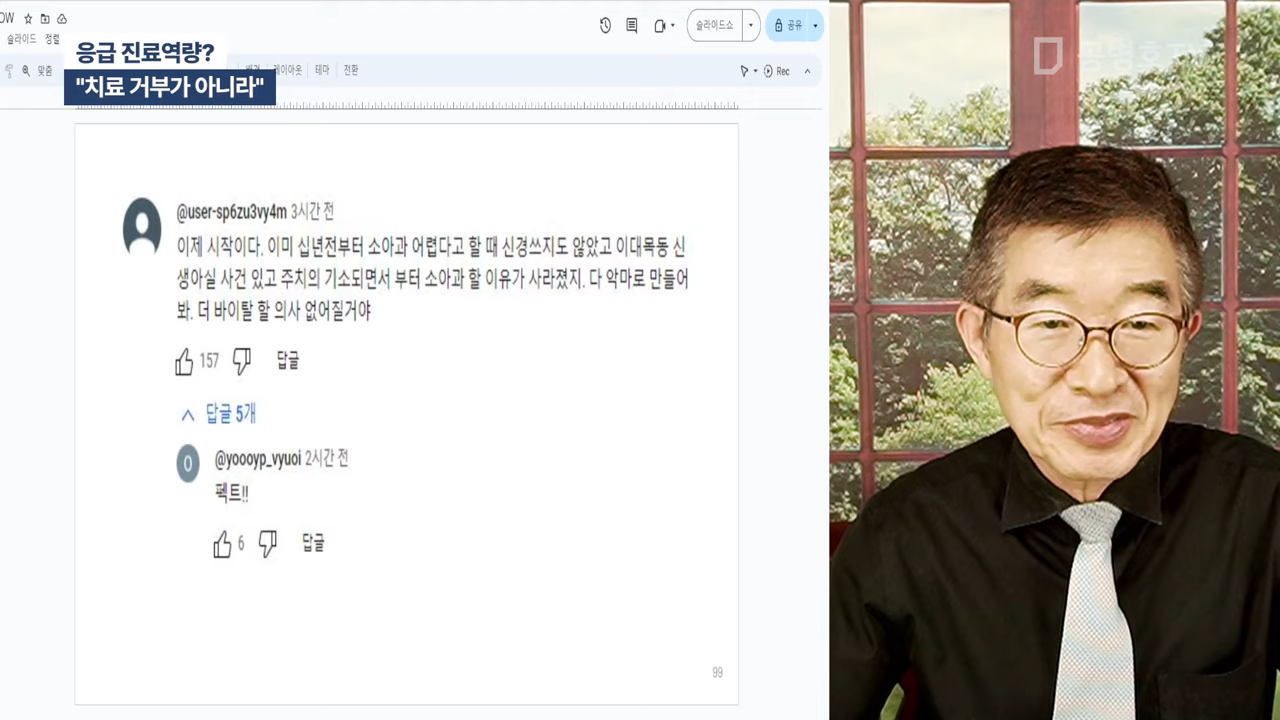 OW
슬라이드 정렬
응급 진료역량?
"치료 거부가 아니라"
슬라이드쇼
공유
맞춤
테마
전환
Rec
@user-sp6zu3vy4m 3시간 전
이제 시작이다. 이미 십년전부터 소아과 어렵다고 할 때 신경쓰지도 않았고 이대목동 신
생아실 사건 있고 주치의 기소되면서 부터 소아과 할 이유가 사라졌지. 다 악마로 만들어
봐. 더 바이탈 할 의사 없어질거야
157
답글
답글 5개
O
@yoooyp_vyuoi 2시간 전
펙트!!
6
답글
99